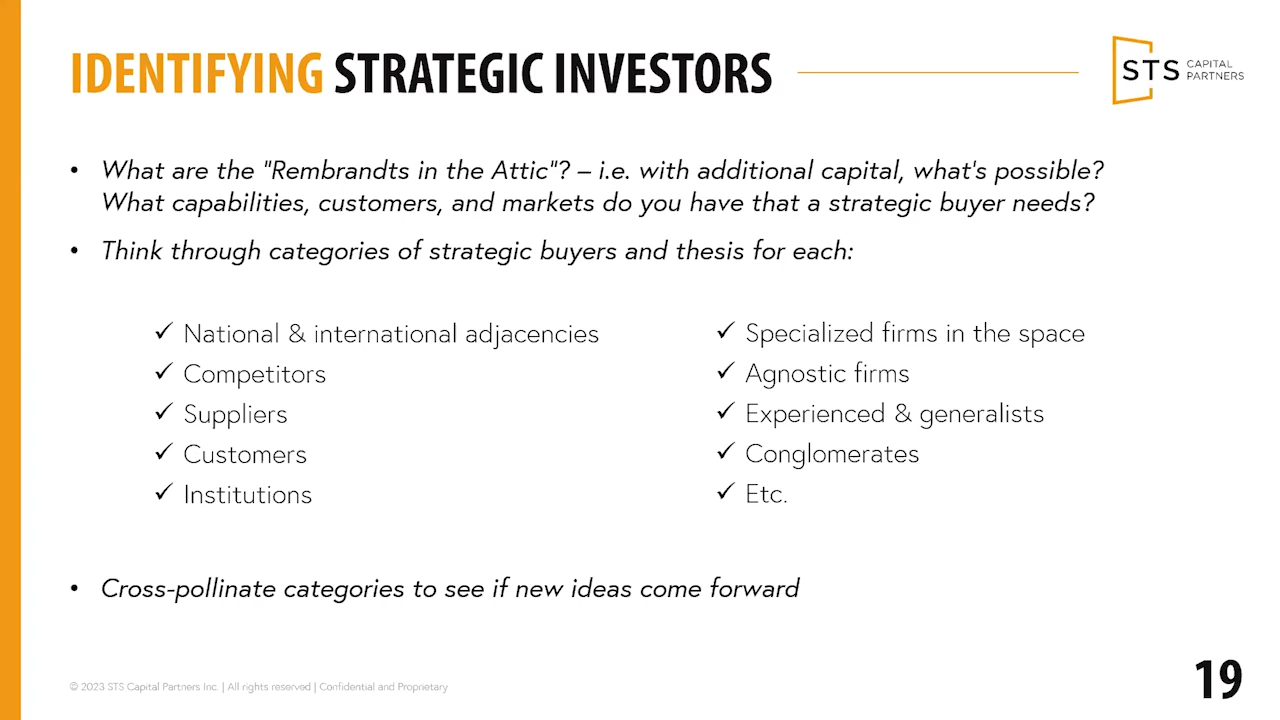 IDENTIFYING STRATEGIC INVESTORS
STS CAPITAL PARTNERS
• What are the "Rembrandts in the Attic"? – i.e. with additional capital, what's possible?
What capabilities, customers, and markets do you have that a strategic buyer needs?
• Think through categories of strategic buyers and thesis for each:
✓ National & international adjacencies
✓ Competitors
✓ Suppliers
✓ Customers
✓ Institutions
✓ Specialized firms in the space
✓ Agnostic firms
✓ Experienced & generalists
✓ Conglomerates
✓ Etc.
• Cross-pollinate categories to see if new ideas come forward
© 2023 STS Capital Partners Inc. | All rights reserved | Confidential and Proprietary
19